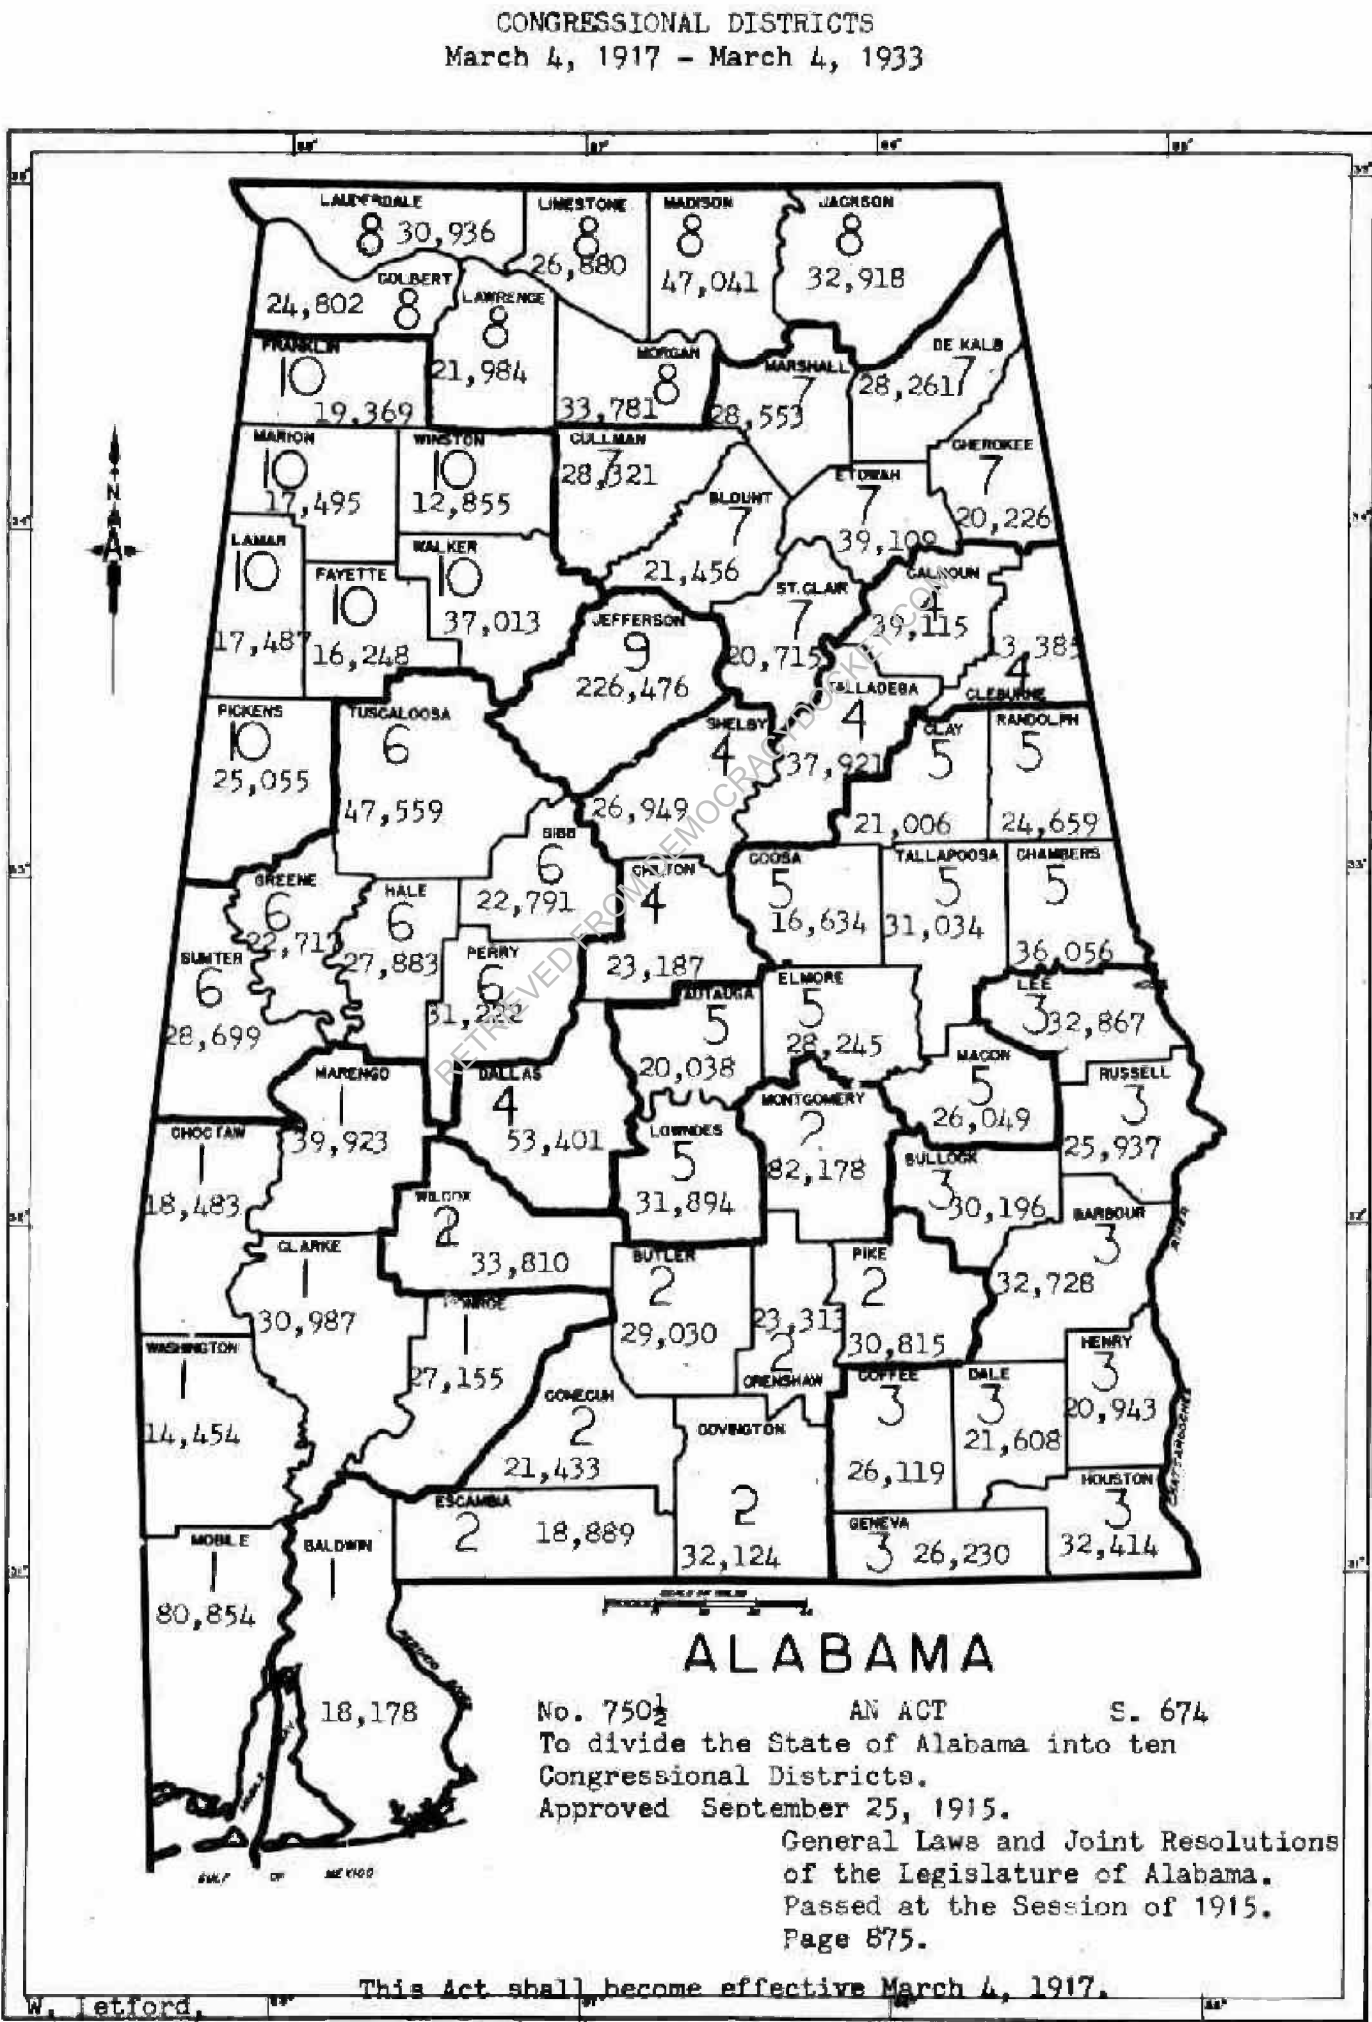 CONGRESSIONAL DISTRICTS
March 4, 1917 - March 4, 1933
LAUDERDALE
8 30,936
LIMESTONE
8
26,880
MADISON
8
47,041
JACKSON
8
32,918
COLBERT
24,802 8
LAWRENCE
8
21,984
MORGAN
8
33,781
MARSHALL
7
28,553
DE KALB
28,261 7
FRANKLIN
10
19,369
MARION
10
17,495
WINSTON
10
12,855
CULLMAN
7
28,321
BLOUNT
7
21,456
ETOWAH
7
39,109
CHEROKEE
7
20,226
N
A
LAMAR
10
17,487
FAYETTE
10
16,248
WALKER
10
37,013
JEFFERSON
9
226,476
ST. CLAIR
7
20,715
CALHOUN
4
39,115
13,385
4
CLEBURNE
PICKENS
10
25,055
TUSCALOOSA
6
47,559
SHELBY
4
26,949
TALLADEGA
4
37,921
CLAY
5
21,006
RANDOLPH
5
24,659
BIBB
6
22,791
CHILTON
4
23,187
COOSA
5
16,634
TALLAPOOSA
5
31,034
CHAMBERS
5
36,056
GREENE
6
22,717
HALE
6
27,883
SUMTER
6
28,699
PERRY
6
31,222
AUTAUGA
5
20,038
ELMORE
5
28,245
LEE
3
32,867
MACON
5
26,049
RUSSELL
3
25,937
MARENGO
1
39,923
DALLAS
4
53,401
LOWNDES
5
31,894
MONTGOMERY
2
82,178
BULLOCK
3
30,196
CHOCTAW
1
18,483
WILCOX
2
33,810
BARBOUR
3
32,728
CLARKE
1
30,987
BUTLER
2
29,030
23,313
2
CRENSHAW
PIKE
2
30,815
MONROE
1
27,155
WASHINGTON
1
14,454
CONECUH
2
21,433
COVINGTON
2
32,124
COFFEE
3
26,119
DALE
3
21,608
HENRY
3
20,943
HOUSTON
3
32,414
ESCAMBIA
2 18,889
GENEVA
3 26,230
MOBILE
1
80,854
BALDWIN
1
18,178
CHATTAHOOCHEE
RIVER
GULF OF MEXICO
RETRIEVED FROM DEMOCRACYDOCKET.COM
ALABAMA
No. 750½ AN ACT S. 674
To divide the State of Alabama into ten
Congressional Districts.
Approved September 25, 1915.
General Laws and Joint Resolutions
of the Legislature of Alabama.
Passed at the Session of 1915.
Page 875.
This Act shall become effective March 4, 1917.
W. Letford.